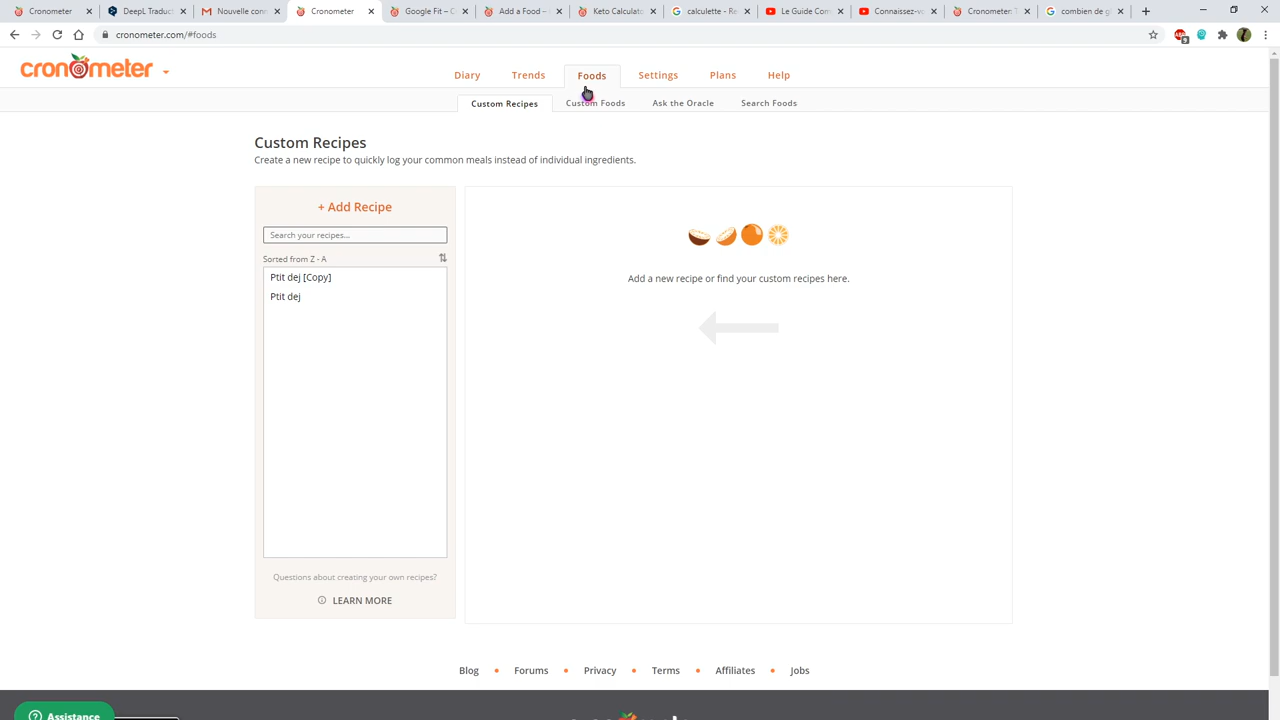 Cronometer
DeepL Traduct
Nouvelle conn
Cronometer
Google Fit – C
Add a Food –
Keto Calculato
calculette - Re
Le Guide Com
Connaissez-vo
Cronometer: T
combien de gl
cronometer.com/#foods
cronometer
Diary
Trends
Foods
Settings
Plans
Help
Custom Recipes
Custom Foods
Ask the Oracle
Search Foods
Custom Recipes
Create a new recipe to quickly log your common meals instead of individual ingredients.
+ Add Recipe
Search your recipes...
Sorted from Z - A
Ptit dej [Copy]
Ptit dej
Add a new recipe or find your custom recipes here.
Questions about creating your own recipes?
LEARN MORE
Blog • Forums • Privacy • Terms • Affiliates • Jobs
Assistance